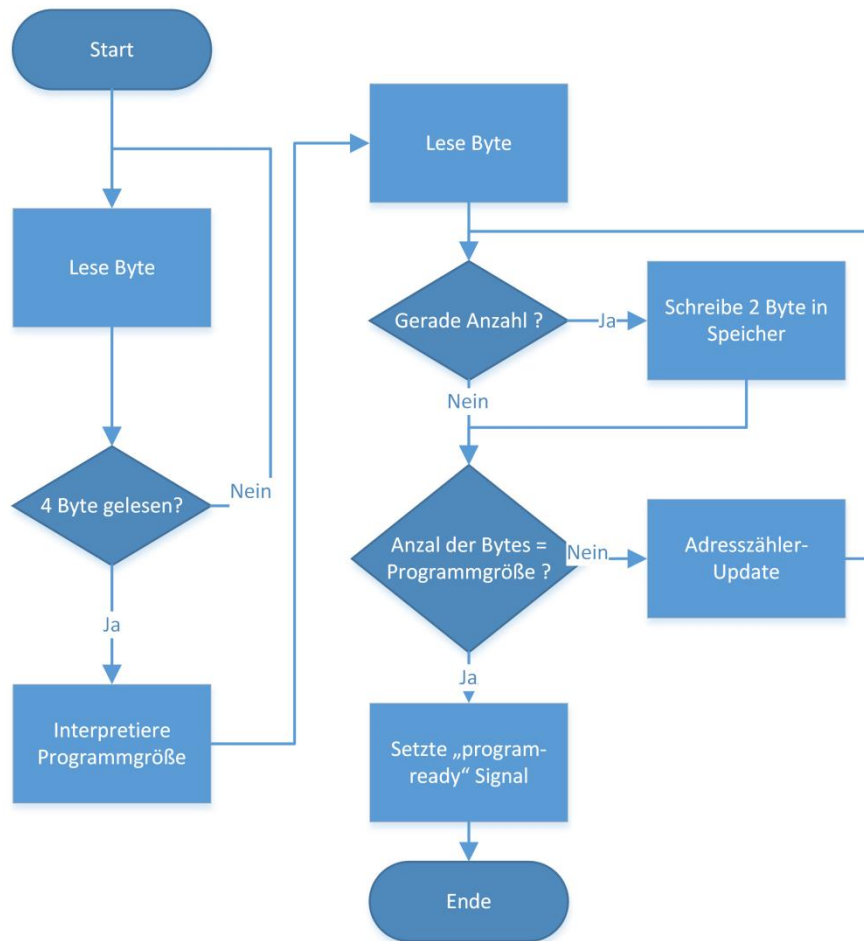 Start
Lese Byte
4 Byte gelesen?
Nein
Ja
Interpretiere
Programmgröße
Lese Byte
Gerade Anzahl ?
Ja
Schreibe 2 Byte in
Speicher
Nein
Anzal der Bytes =
Programmgröße ?
Nein
Adresszähler-
Update
Ja
Setzte „program-
ready“ Signal
Ende